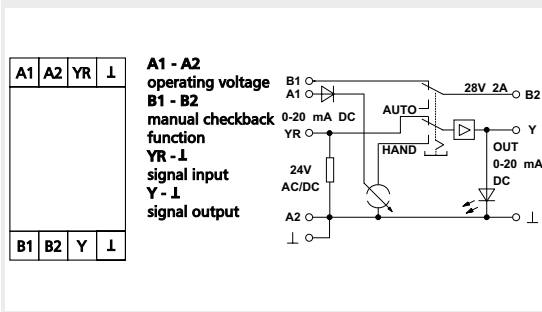 A1 A2 YR ⊥
B1 B2 Y ⊥
A1 - A2
operating voltage
B1 - B2
manual checkback
function
YR - ⊥
signal input
Y - ⊥
signal output
B1
A1
28V 2A
B2
AUTO
0-20 mA DC
YR
Y
HAND
OUT
0-20 mA
DC
24V
AC/DC
A2
⊥
⊥